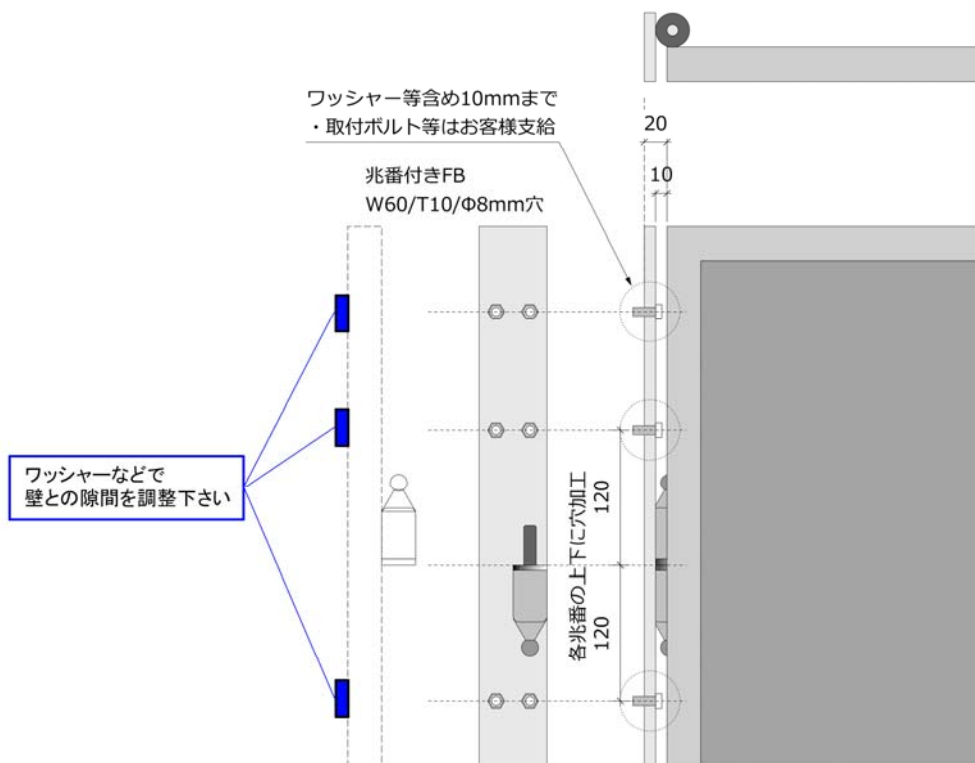 ワッシャー等含め10mmまで
・取付ボルト等はお客様支給
20
10
兆番付きFB
W60/T10/Φ8mm穴
ワッシャーなどで
壁との隙間を調整下さい
各兆番の上下に穴加工
120
120